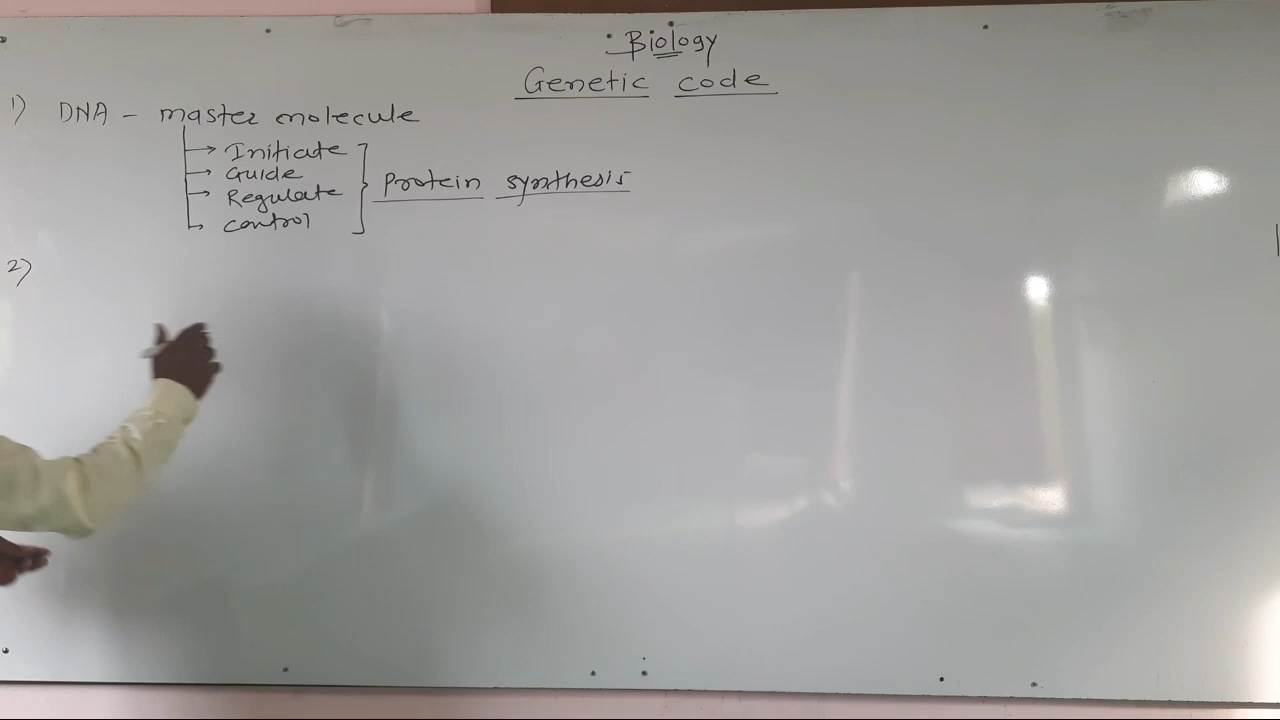 Biology
Genetic code
1) DNA - master molecule
Initiate
Guide
Regulate
control
Protein synthesis
2)